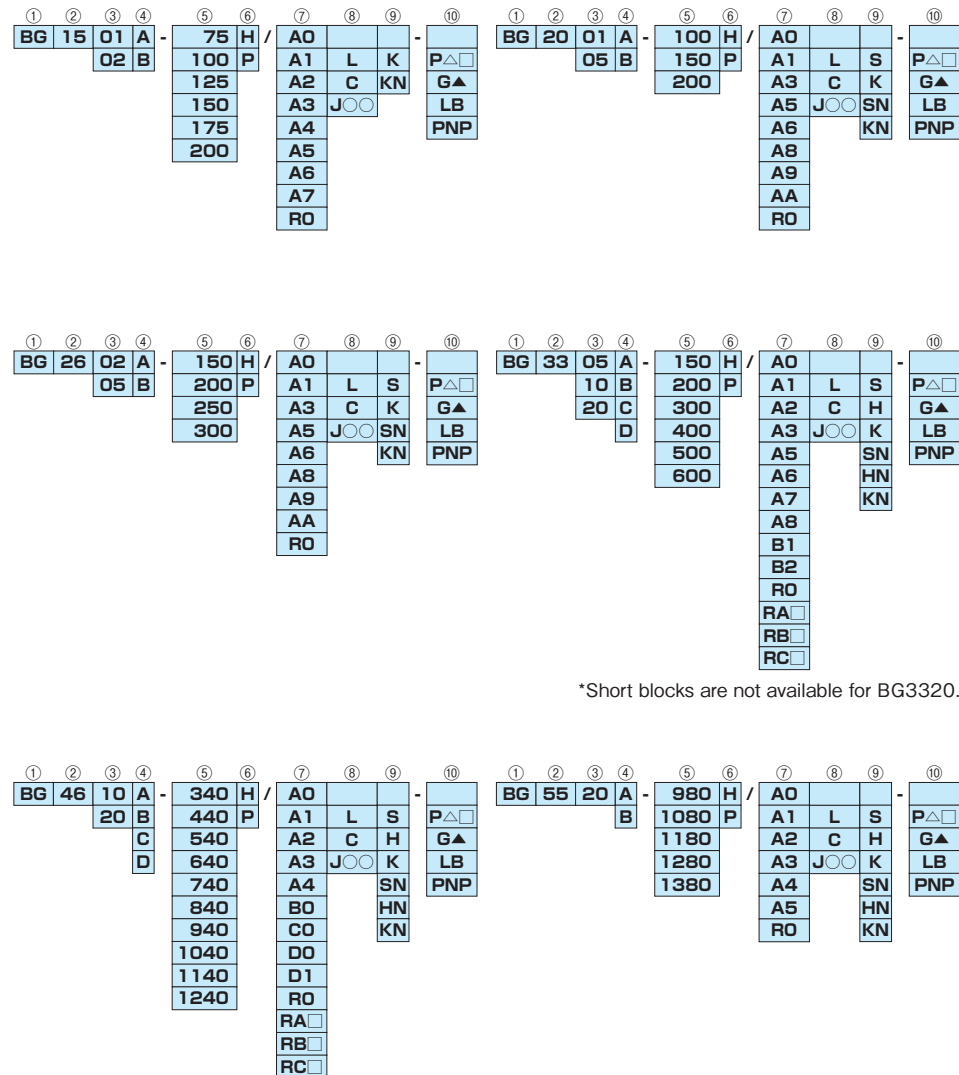 ① ② ③ ④ ⑤ ⑥ ⑦ ⑧ ⑨ ⑩
BG 15 01 A - 75 H / A0 -
02 B 100 P A1 L K P△□
125 A2 C KN G▲
150 A3 J○○ LB
175 A4 PNP
200 A5
A6
A7
R0
① ② ③ ④ ⑤ ⑥ ⑦ ⑧ ⑨ ⑩
BG 20 01 A - 100 H / A0 -
05 B 150 P A1 L S P△□
200 A3 C K G▲
A5 J○○ SN LB
A6 KN PNP
A8
A9
AA
R0
① ② ③ ④ ⑤ ⑥ ⑦ ⑧ ⑨ ⑩
BG 26 02 A - 150 H / A0 -
05 B 200 P A1 L S P△□
250 A3 C K G▲
300 A5 J○○ SN LB
A6 KN PNP
A8
A9
AA
R0
① ② ③ ④ ⑤ ⑥ ⑦ ⑧ ⑨ ⑩
BG 33 05 A - 150 H / A0 -
10 B 200 P A1 L S P△□
20 C 300 A2 C H G▲
D 400 A3 J○○ K LB
500 A5 SN PNP
600 A6 HN
A7 KN
A8
B1
B2
R0
RA□
RB□
RC□
*Short blocks are not available for BG3320.
① ② ③ ④ ⑤ ⑥ ⑦ ⑧ ⑨ ⑩
BG 46 10 A - 340 H / A0 -
20 B 440 P A1 L S P△□
C 540 A2 C H G▲
D 640 A3 J○○ K LB
740 A4 SN PNP
840 B0 HN
940 C0 KN
1040 D0
1140 D1
1240 R0
RA□
RB□
RC□
① ② ③ ④ ⑤ ⑥ ⑦ ⑧ ⑨ ⑩
BG 55 20 A - 980 H / A0 -
B 1080 P A1 L S P△□
1180 A2 C H G▲
1280 A3 J○○ K LB
1380 A4 SN PNP
A5 HN
R0 KN